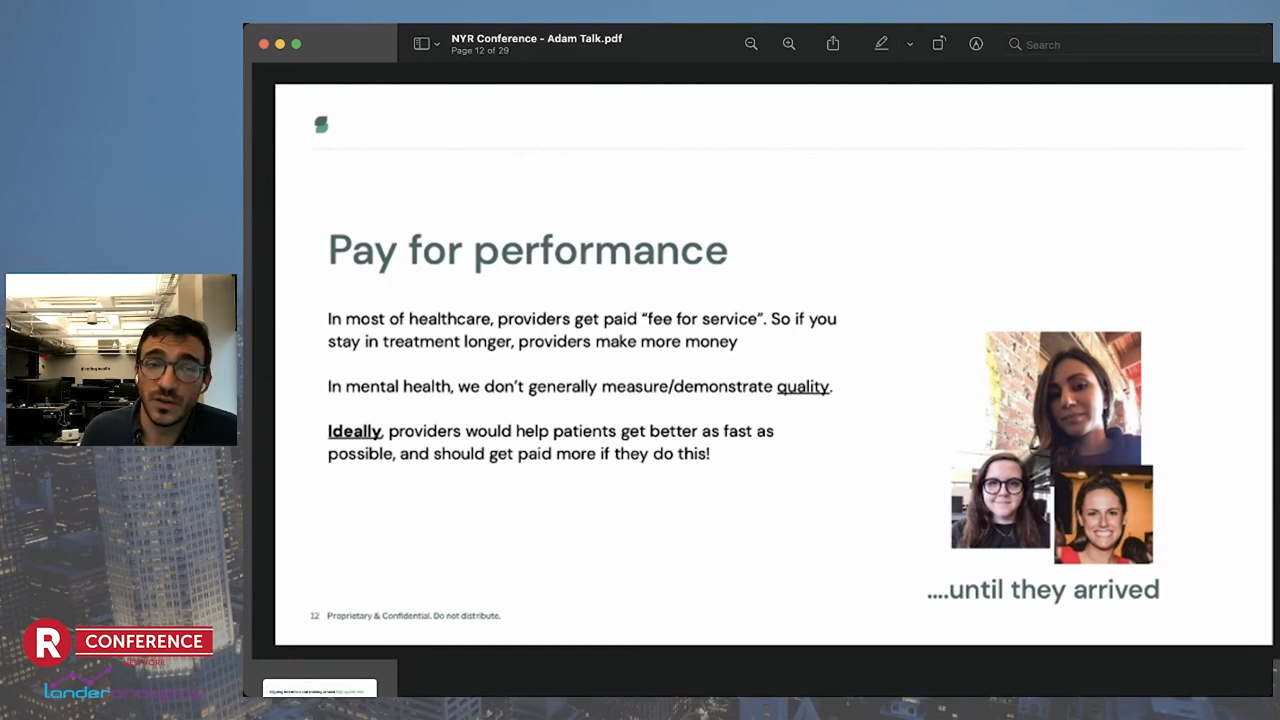 NYR Conference - Adam Talk.pdf
Page 12 of 29
Search
Pay for performance
In most of healthcare, providers get paid “fee for service”. So if you
stay in treatment longer, providers make more money
In mental health, we don’t generally measure/demonstrate quality.
Ideally, providers would help patients get better as fast as
possible, and should get paid more if they do this!
....until they arrived
12 Proprietary & Confidential. Do not distribute.
R CONFERENCE
NEW YORK
landeranalytics